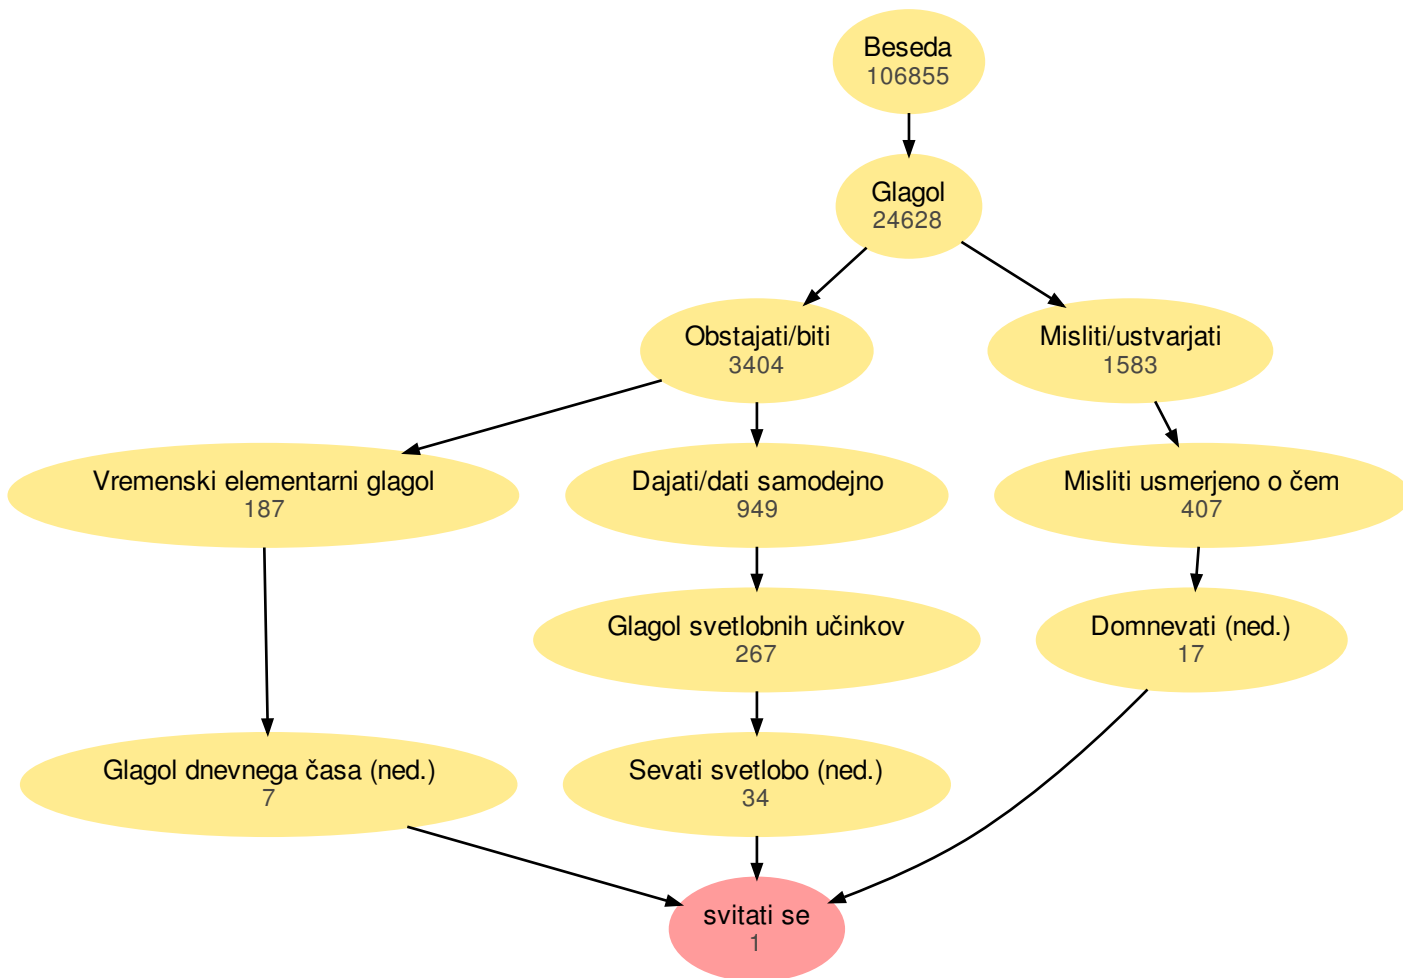 Beseda
106855
Glagol
24628
Obstajati/biti
3404
Misliti/ustvarjati
1583
Vremenski elementarni glagol
187
Dajati/dati samodejno
949
Misliti usmerjeno o čem
407
Glagol svetlobnih učinkov
267
Domnevati (ned.)
17
Glagol dnevnega časa (ned.)
7
Sevati svetlobo (ned.)
34
svitati se
1